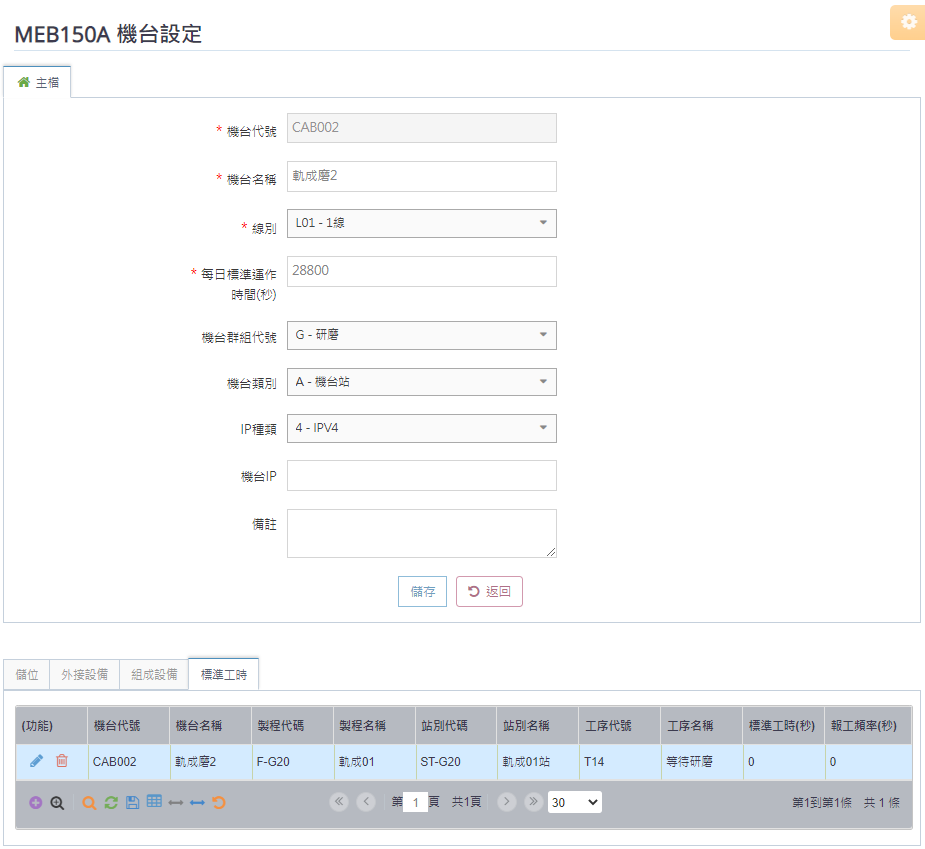 MEB150A 機台設定
主檔
* 機台代號 CAB002
* 機台名稱 軌成磨2
* 線別 L01 - 1線
* 每日標準運作 28800
時間(秒)
機台群組代號 G - 研磨
機台類別 A - 機台站
IP種類 4 - IPV4
機台IP
備註
儲存 返回
儲位 外接設備 組成設備 標準工時
(功能) 機台代號 機台名稱 製程代碼 製程名稱 站別代碼 站別名稱 工序代號 工序名稱 標準工時(秒) 報工頻率(秒)
CAB002 軌成磨2 F-G20 軌成01 ST-G20 軌成01站 T14 等待研磨 0 0
第 1 頁 共1頁 30 第1到第1條 共 1 條